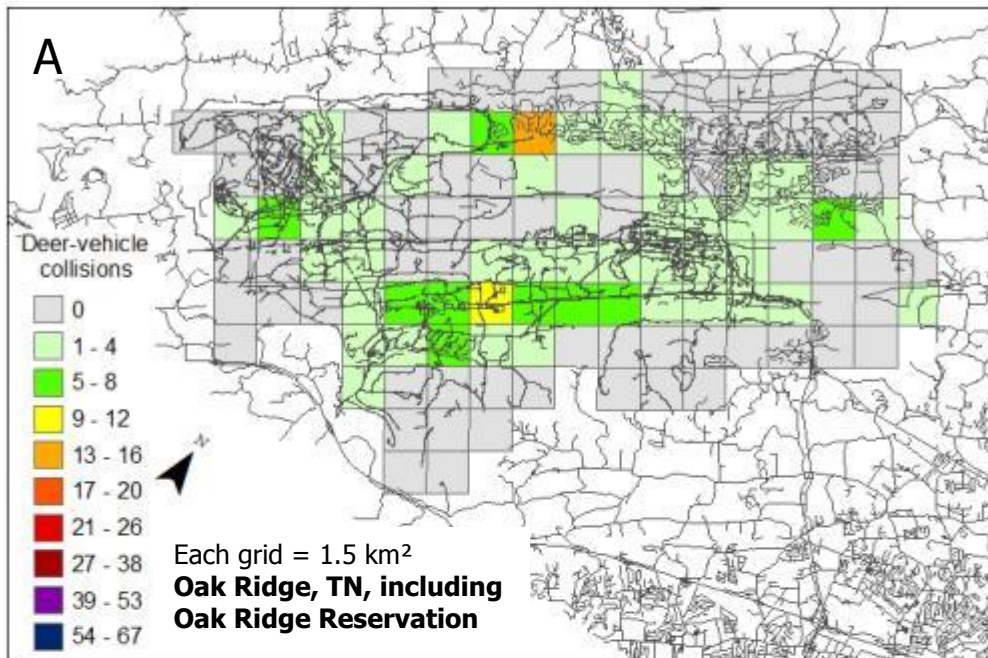 A
Deer-vehicle
collisions
0
1 - 4
5 - 8
9 - 12
13 - 16
17 - 20
21 - 26
27 - 38
39 - 53
54 - 67
N
Each grid = 1.5 km²
Oak Ridge, TN, including
Oak Ridge Reservation